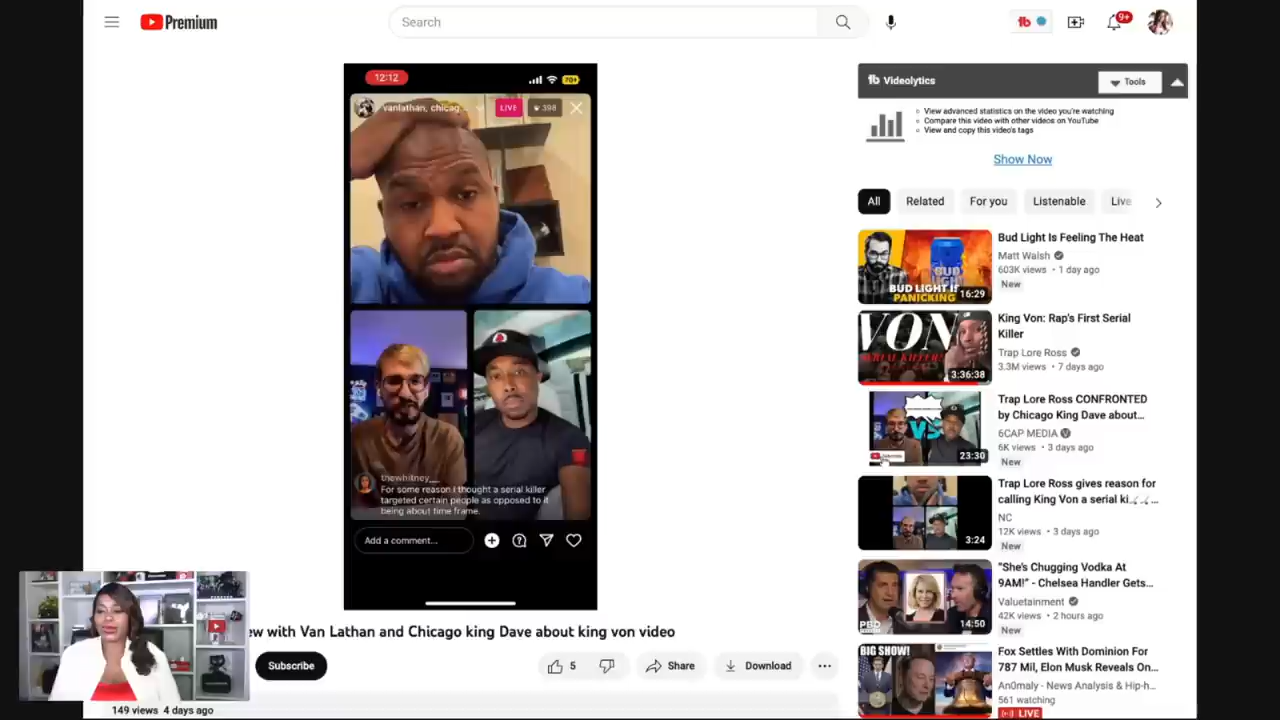 Premium
Search
9+
12:12
70+
vanlathan, chicag...
LIVE
398
thewhitney__
For some reason I thought a serial killer
targeted certain people as opposed to it
being about time frame.
Add a comment...
ew with Van Lathan and Chicago king Dave about king von video
Subscribe
5
Share
Download
149 views 4 days ago
tb Videolytics
Tools
View advanced statistics on the video you're watching
Compare this video with other videos on YouTube
View and copy this video's tags
Show Now
All
Related
For you
Listenable
Live
BUD LIGHT IS
PANICKING
16:29
Bud Light Is Feeling The Heat
Matt Walsh
603K views • 1 day ago
New
VON
SERIAL KILLER
3:36:38
King Von: Rap's First Serial
Killer
Trap Lore Ross
3.3M views • 7 days ago
VS
23:30
Trap Lore Ross CONFRONTED
by Chicago King Dave about...
6CAP MEDIA
6K views • 3 days ago
New
3:24
Trap Lore Ross gives reason for
calling King Von a serial ki...
NC
12K views • 3 days ago
New
PBD
14:50
"She's Chugging Vodka At
9AM!" - Chelsea Handler Gets...
Valuetainment
42K views • 2 hours ago
New
BIG SHOW!
Fox Settles With Dominion For
787 Mil, Elon Musk Reveals On...
An0maly - News Analysis & Hip-h...
561 watching
LIVE